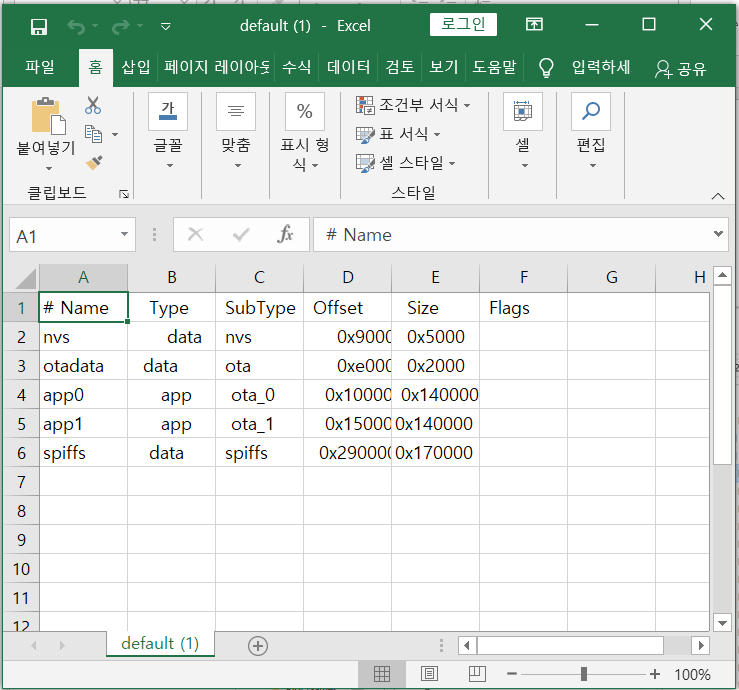 default (1) - Excel 로그인
파일 홈 삽입 페이지 레이아웃 수식 데이터 검토 보기 도움말 입력하세 공유
붙여넣기 글꼴 맞춤 표시 형식 조건부 서식 표 서식 셀 스타일 셀 편집
클립보드 스타일
A1 fx # Name
A B C D E F G H
1 # Name Type SubType Offset Size Flags
2 nvs data nvs 0x9000 0x5000
3 otadata data ota 0xe000 0x2000
4 app0 app ota_0 0x10000 0x140000
5 app1 app ota_1 0x15000 0x140000
6 spiffs data spiffs 0x290000 0x170000
7
8
9
10
11
12
default (1)
100%